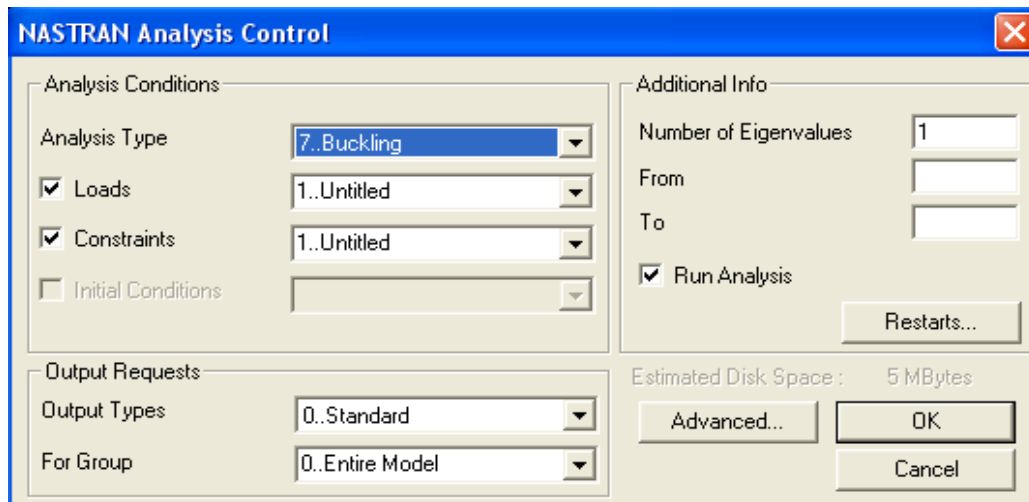 NASTRAN Analysis Control
Analysis Conditions
Analysis Type 7..Buckling
Loads 1..Untitled
Constraints 1..Untitled
Initial Conditions
Output Requests
Output Types 0..Standard
For Group 0..Entire Model
Additional Info
Number of Eigenvalues 1
From
To
Run Analysis
Restarts...
Estimated Disk Space : 5 MBytes
Advanced... OK
Cancel